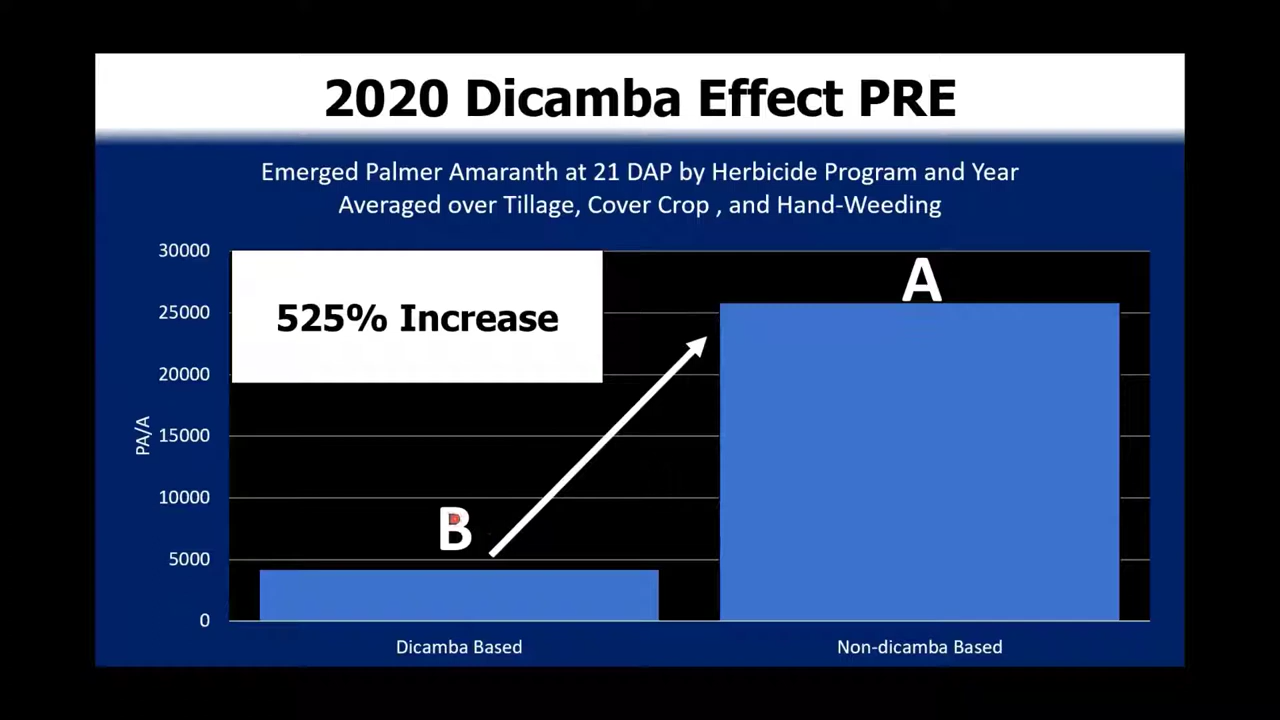 2020 Dicamba Effect PRE
Emerged Palmer Amaranth at 21 DAP by Herbicide Program and Year
Averaged over Tillage, Cover Crop , and Hand-Weeding
30000
25000
20000
15000
10000
5000
0
PA/A
525% Increase
A
B
Dicamba Based
Non-dicamba Based